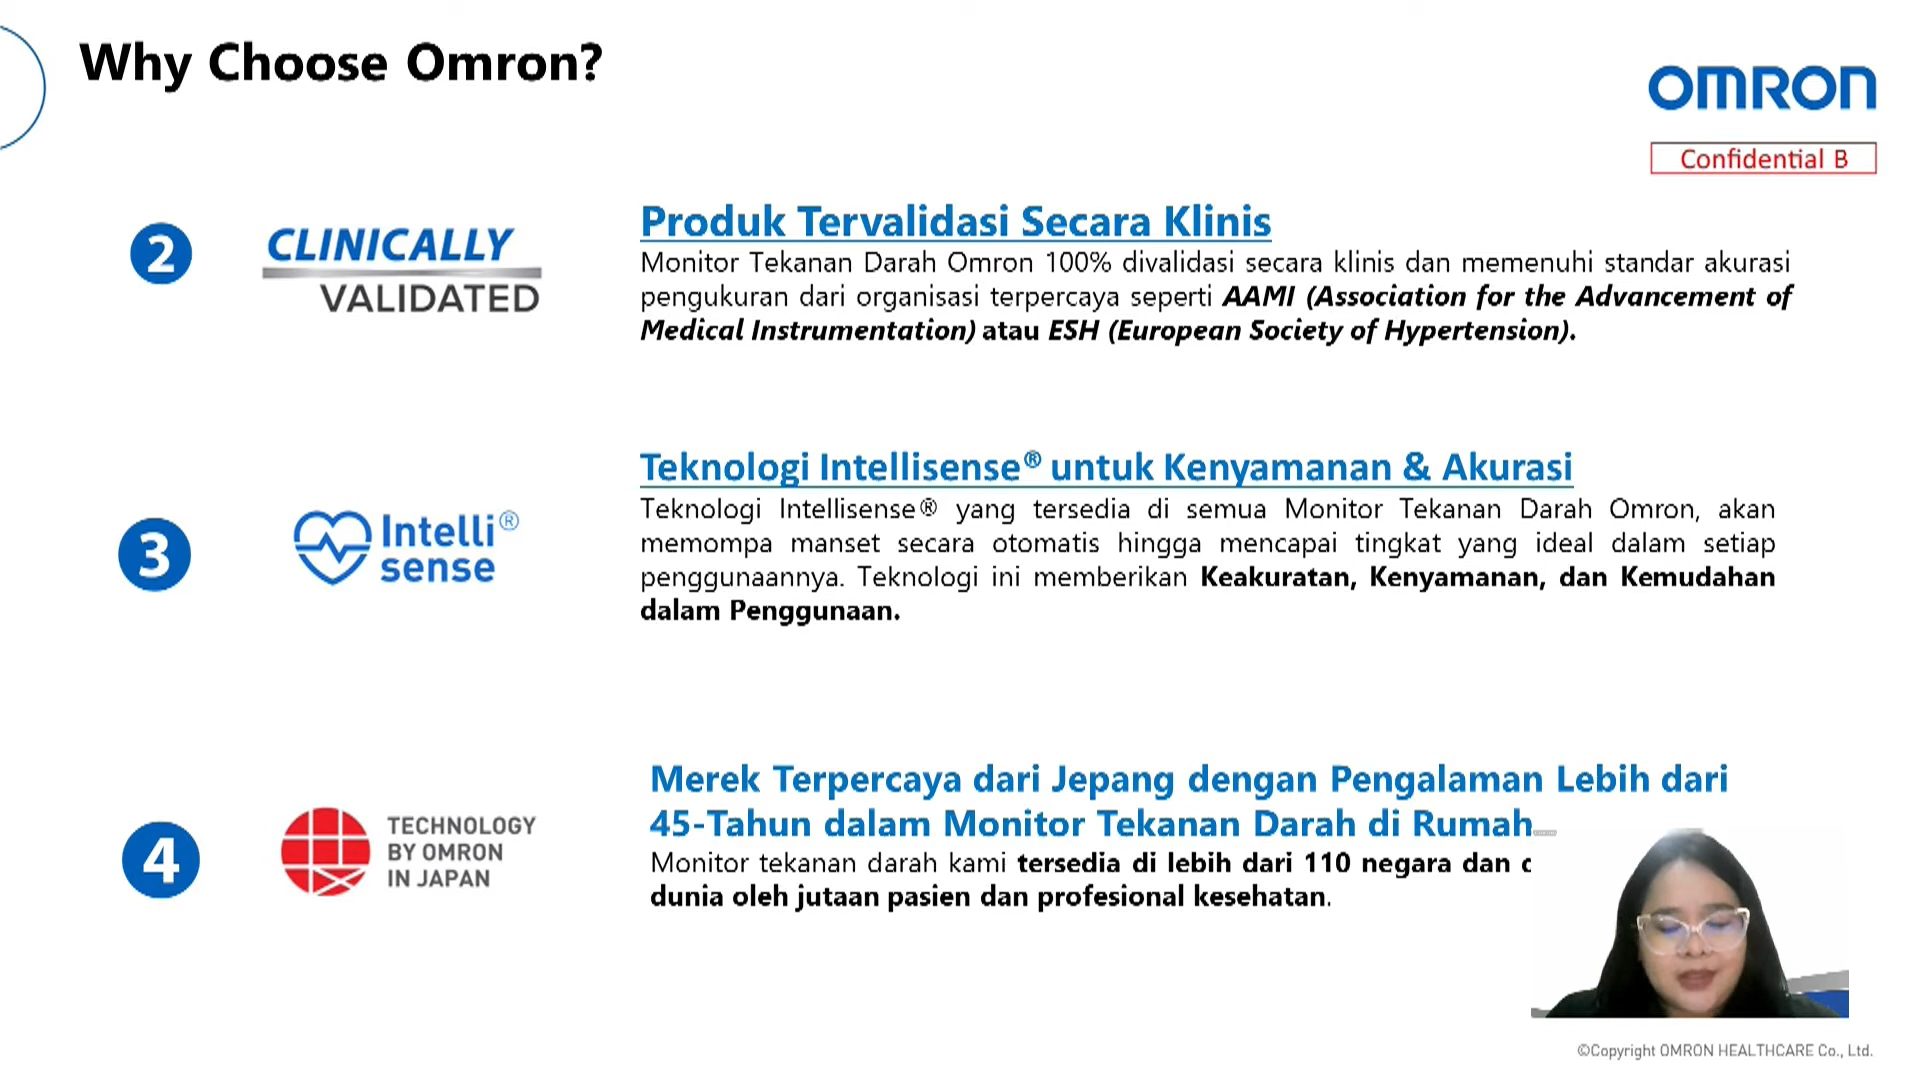 Why Choose Omron?
OMRON
Confidential B
2
CLINICALLY
VALIDATED
Produk Tervalidasi Secara Klinis
Monitor Tekanan Darah Omron 100% divalidasi secara klinis dan memenuhi standar akurasi
pengukuran dari organisasi terpercaya seperti AAMI (Association for the Advancement of
Medical Instrumentation) atau ESH (European Society of Hypertension).
3
Intelli®
sense
Teknologi Intellisense® untuk Kenyamanan & Akurasi
Teknologi Intellisense® yang tersedia di semua Monitor Tekanan Darah Omron, akan
memompa manset secara otomatis hingga mencapai tingkat yang ideal dalam setiap
penggunaannya. Teknologi ini memberikan Keakuratan, Kenyamanan, dan Kemudahan
dalam Penggunaan.
4
TECHNOLOGY
BY OMRON
IN JAPAN
Merek Terpercaya dari Jepang dengan Pengalaman Lebih dari
45-Tahun dalam Monitor Tekanan Darah di Rumah
Monitor tekanan darah kami tersedia di lebih dari 110 negara dan
dunia oleh jutaan pasien dan profesional kesehatan.
©Copyright OMRON HEALTHCARE Co., Ltd.